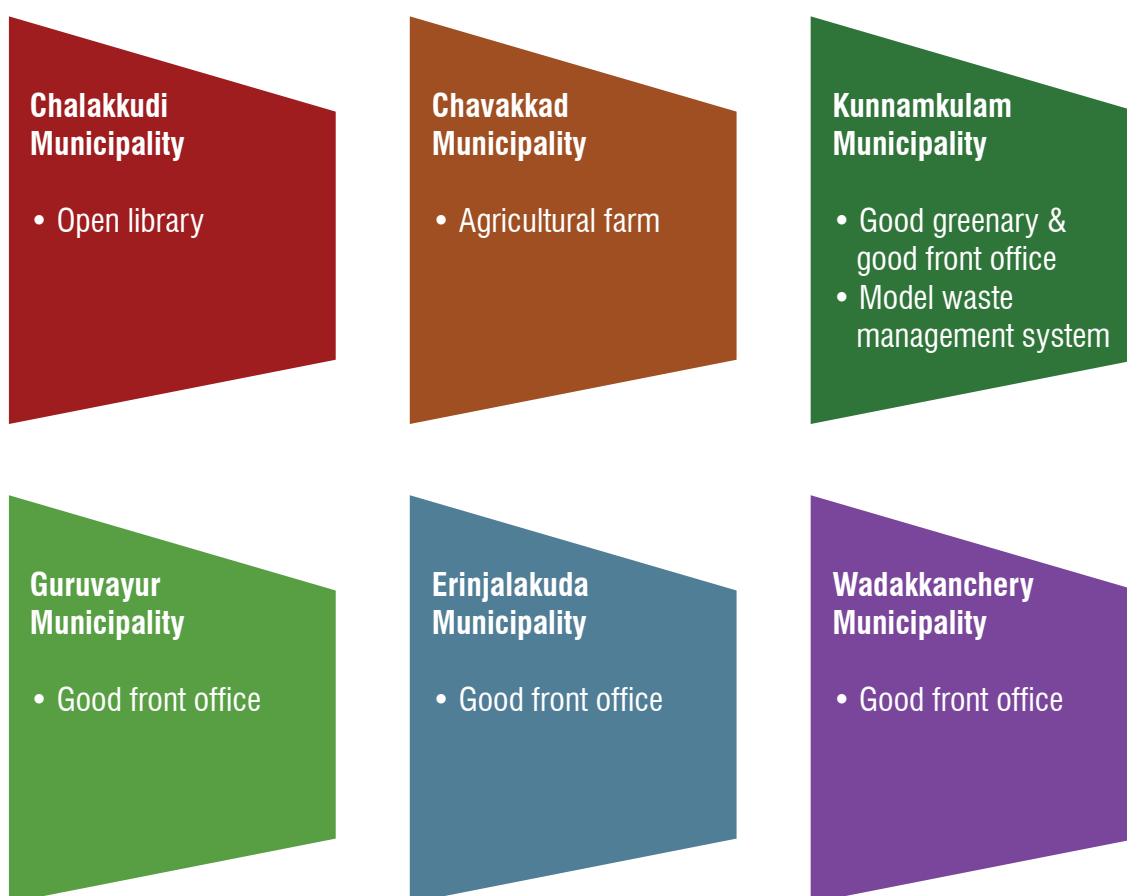 Chalakkudi
Municipality
• Open library
Chavakkad
Municipality
• Agricultural farm
Kunnamkulam
Municipality
• Good greenary &
good front office
• Model waste
management system
Guruvayur
Municipality
• Good front office
Erinjalakuda
Municipality
• Good front office
Wadakkanchery
Municipality
• Good front office